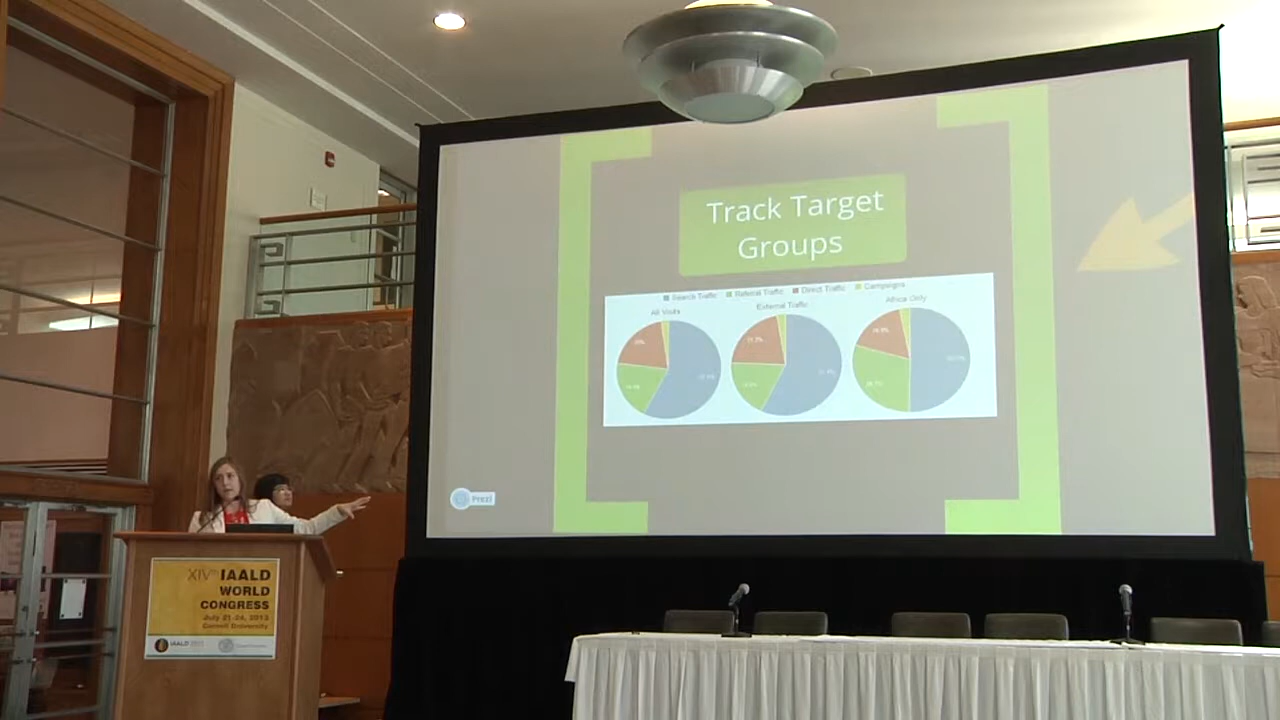 Track Target
Groups
Search Traffic Referral Traffic Direct Traffic Campaigns
All Visits
External Traffic
Africa Only
Prezi
XIVth IAALD
WORLD
CONGRESS
July 21-24, 2013
Cornell University
IAALD